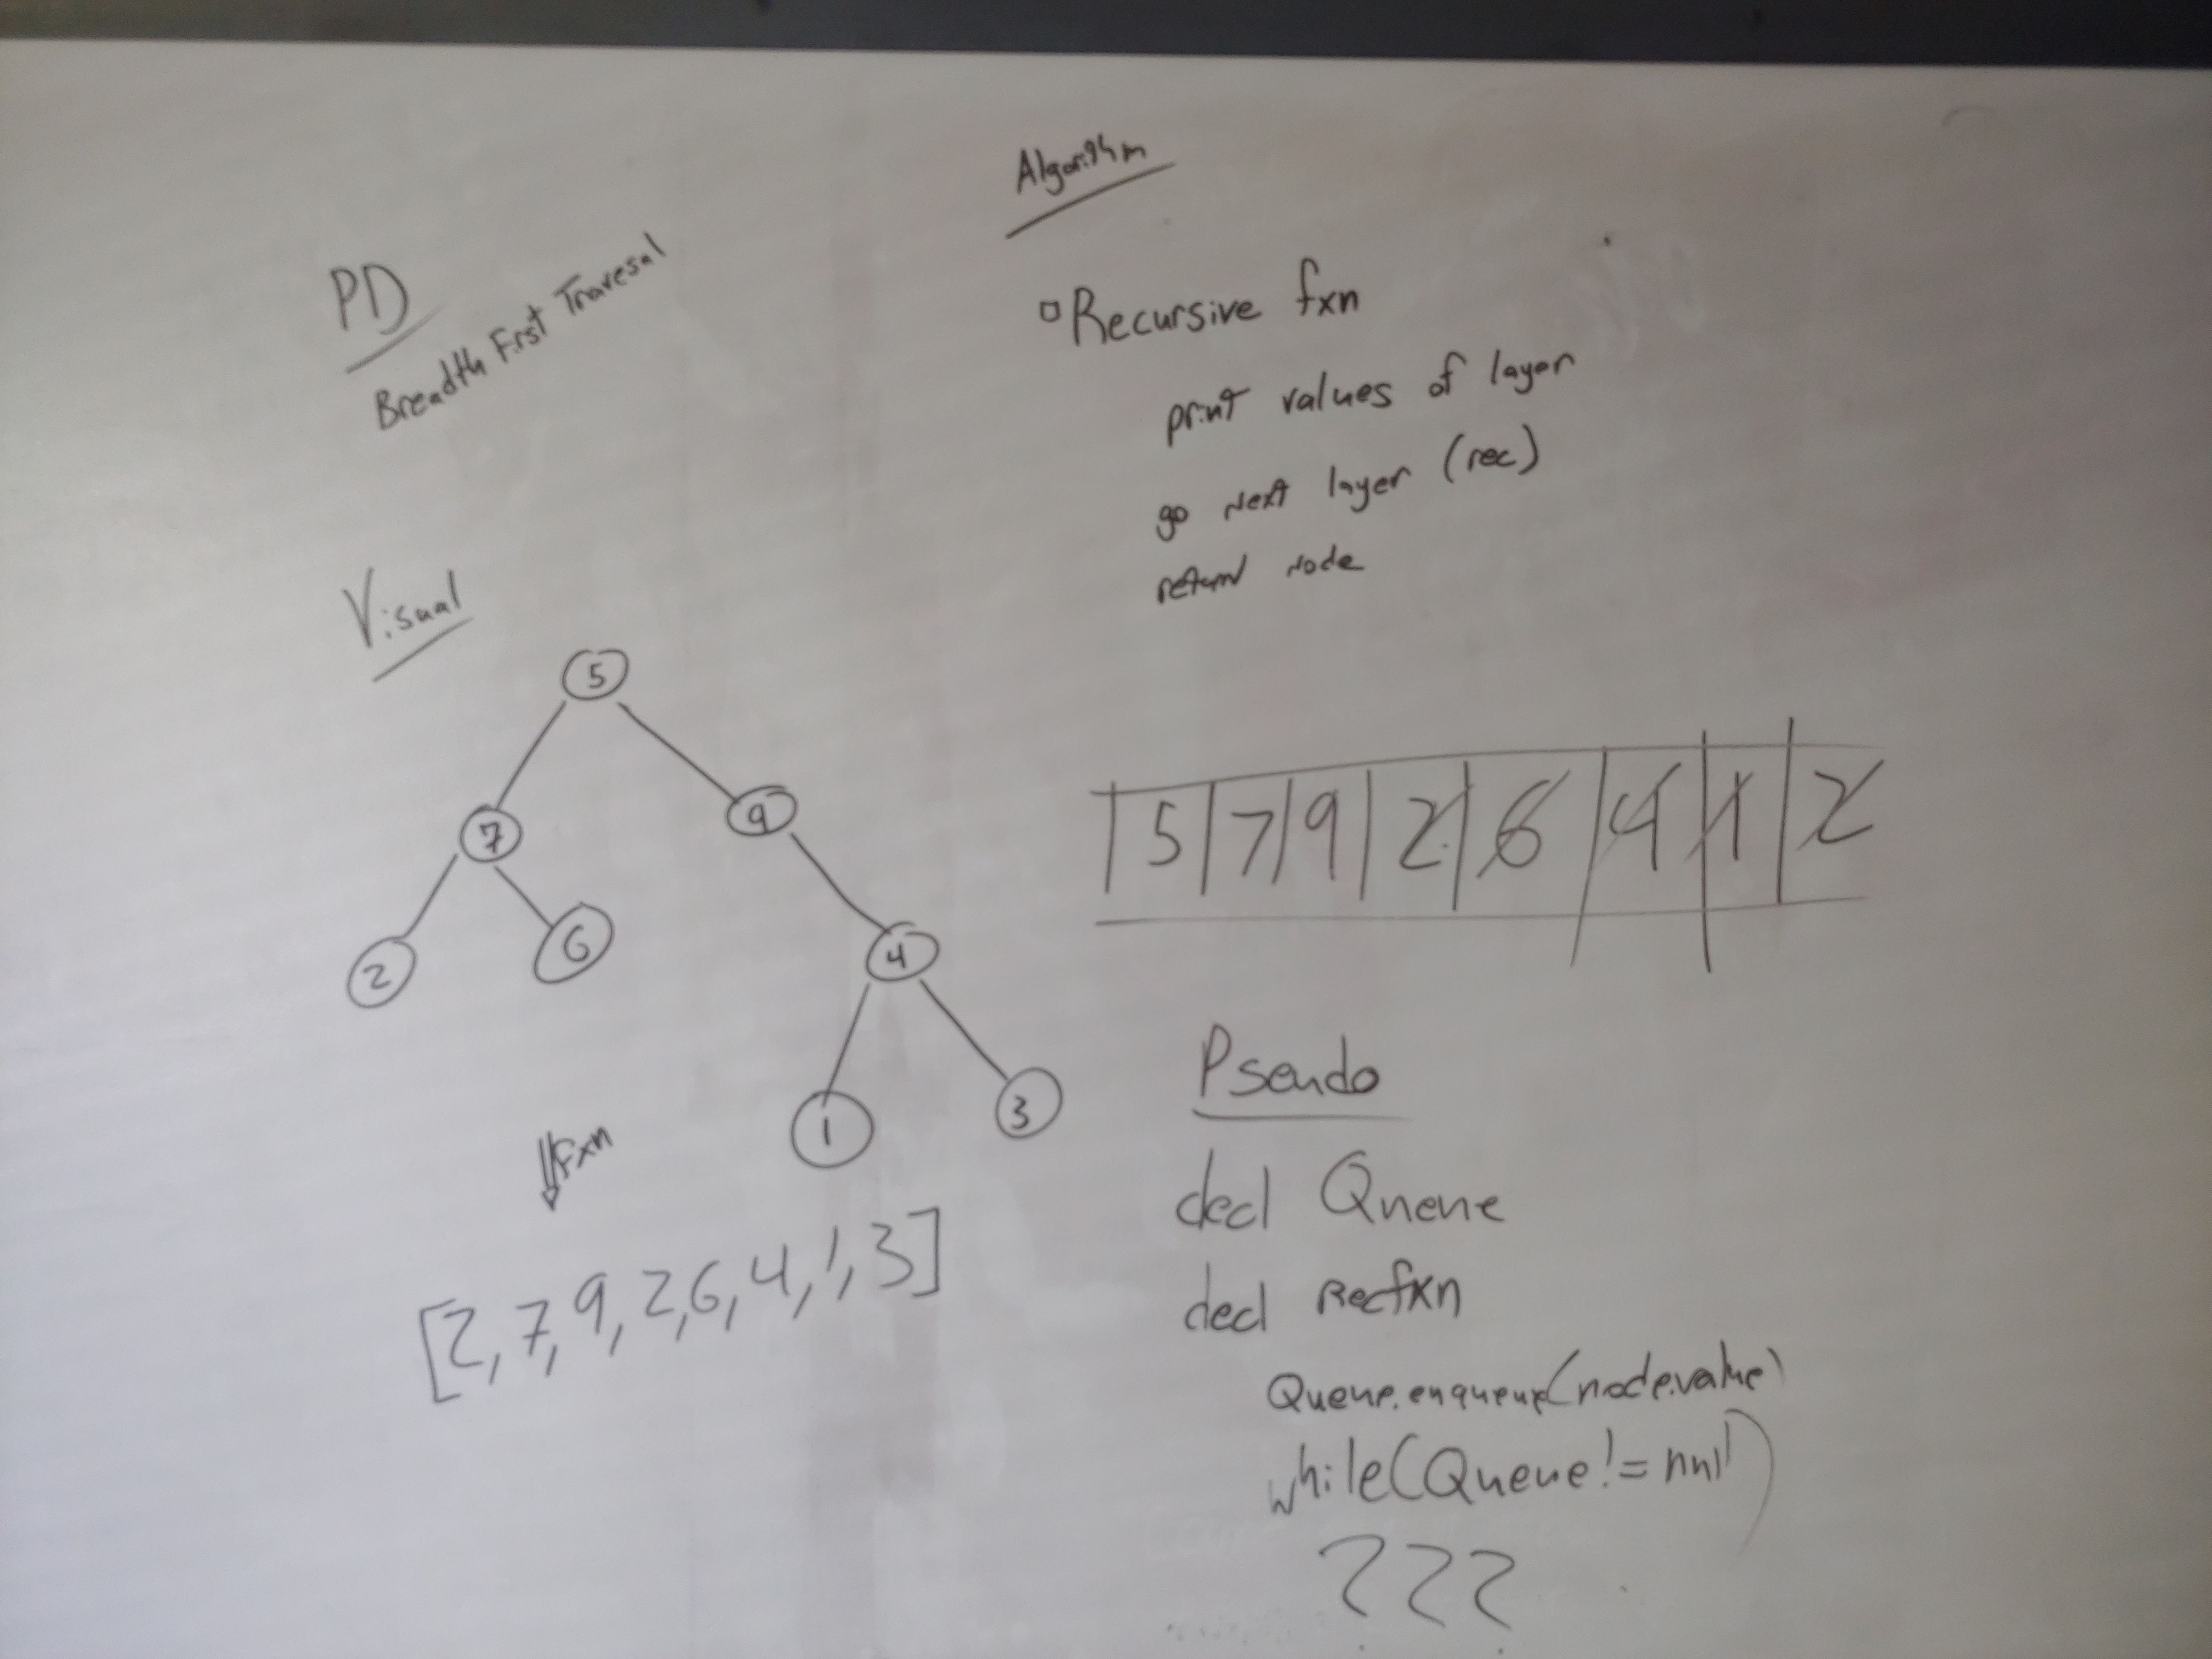 PD
Breadth First Travesal
Visual
5
7
9
2
6
4
1
3
fxn
[2, 7, 9, 2, 6, 4, 1, 3]
Algorithm
Recursive fxn
print values of layer
go next layer (rec)
return node
5 7 9 2 6 4 1 2
Pseudo
decl Queue
decl Recfxn
Queue.enqueue(node.value)
while(Queue != null)
???